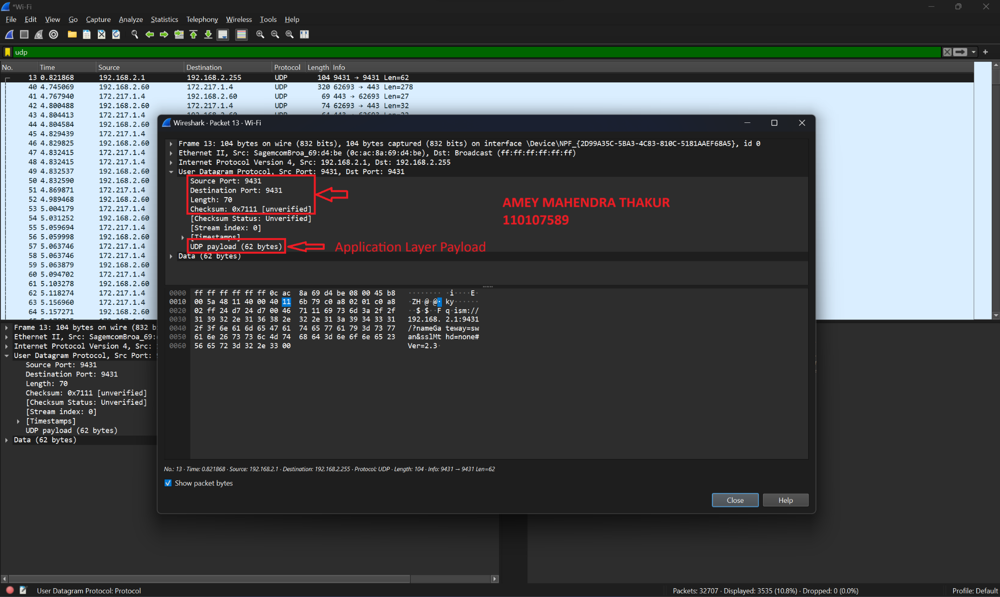 *Wi-Fi
File Edit View Go Capture Analyze Statistics Telephony Wireless Tools Help
udp
No. Time Source Destination Protocol Length Info
13 0.821868 192.168.2.1 192.168.2.255 UDP 104 9431 → 9431 Len=62
40 4.745069 192.168.2.60 172.217.1.4 UDP 320 62693 → 443 Len=278
41 4.767940 172.217.1.4 192.168.2.60 UDP 69 443 → 62693 Len=27
42 4.800488 192.168.2.60 172.217.1.4 UDP 74 62693 → 443 Len=32
43 4.804413 172.217.1.4
44 4.804584 192.168.2.60
45 4.829439 172.217.1.4
46 4.829825 192.168.2.60
47 4.832415 172.217.1.4
48 4.832415 172.217.1.4
49 4.832537 192.168.2.60
50 4.832590 192.168.2.60
51 4.869871 172.217.1.4
52 4.989468 192.168.2.60
53 5.004179 172.217.1.4
54 5.031252 192.168.2.60
55 5.059694 172.217.1.4
56 5.059998 192.168.2.60
57 5.063746 172.217.1.4
58 5.063746 172.217.1.4
59 5.063879 192.168.2.60
60 5.094702 172.217.1.4
61 5.103278 192.168.2.60
62 5.118274 172.217.1.4
63 5.156960 172.217.1.4
64 5.157271 192.168.2.60
Wireshark · Packet 13 · Wi-Fi
Frame 13: 104 bytes on wire (832 bits), 104 bytes captured (832 bits) on interface \Device\NPF_{2D99A35C-5BA3-4C83-810C-5181AAEF68A5}, id 0
Ethernet II, Src: SagemcomBroa_69:d4:be (0c:ac:8a:69:d4:be), Dst: Broadcast (ff:ff:ff:ff:ff:ff)
Internet Protocol Version 4, Src: 192.168.2.1, Dst: 192.168.2.255
User Datagram Protocol, Src Port: 9431, Dst Port: 9431
Source Port: 9431
Destination Port: 9431
Length: 70
Checksum: 0x7111 [unverified]
[Checksum Status: Unverified]
[Stream index: 0]
[Timestamps]
UDP payload (62 bytes)
Data (62 bytes)
AMEY MAHENDRA THAKUR
110107589
Application Layer Payload
0000 ff ff ff ff ff ff 0c ac 8a 69 d4 be 08 00 45 b8 ········ ·i····E·
0010 00 5a 48 11 40 00 40 11 6b 79 c0 a8 02 01 c0 a8 ·ZH·@·@· ky······
0020 02 ff 24 d7 24 d7 00 46 71 11 69 73 6d 3a 2f 2f ··$·$··F q·ism://
0030 31 39 32 2e 31 36 38 2e 32 2e 31 3a 39 34 33 31 192.168. 2.1:9431
0040 2f 3f 6e 61 6d 65 47 61 74 65 77 61 79 3d 73 77 /?nameGa teway=sw
0050 61 6e 26 73 73 6c 4d 74 68 64 3d 6e 6f 6e 65 23 an&sslMt hd=none#
0060 56 65 72 3d 32 2e 33 00 Ver=2.3·
No.: 13 · Time: 0.821868 · Source: 192.168.2.1 · Destination: 192.168.2.255 · Protocol: UDP · Length: 104 · Info: 9431 → 9431 Len=62
Show packet bytes
Close Help
Frame 13: 104 bytes on wire (832 b
Ethernet II, Src: SagemcomBroa_69:
Internet Protocol Version 4, Src:
User Datagram Protocol, Src Port:
Source Port: 9431
Destination Port: 9431
Length: 70
Checksum: 0x7111 [unverified]
[Checksum Status: Unverified]
[Stream index: 0]
[Timestamps]
UDP payload (62 bytes)
Data (62 bytes)
User Datagram Protocol: Protocol
Packets: 32707 · Displayed: 3535 (10.8%) · Dropped: 0 (0.0%)
Profile: Default